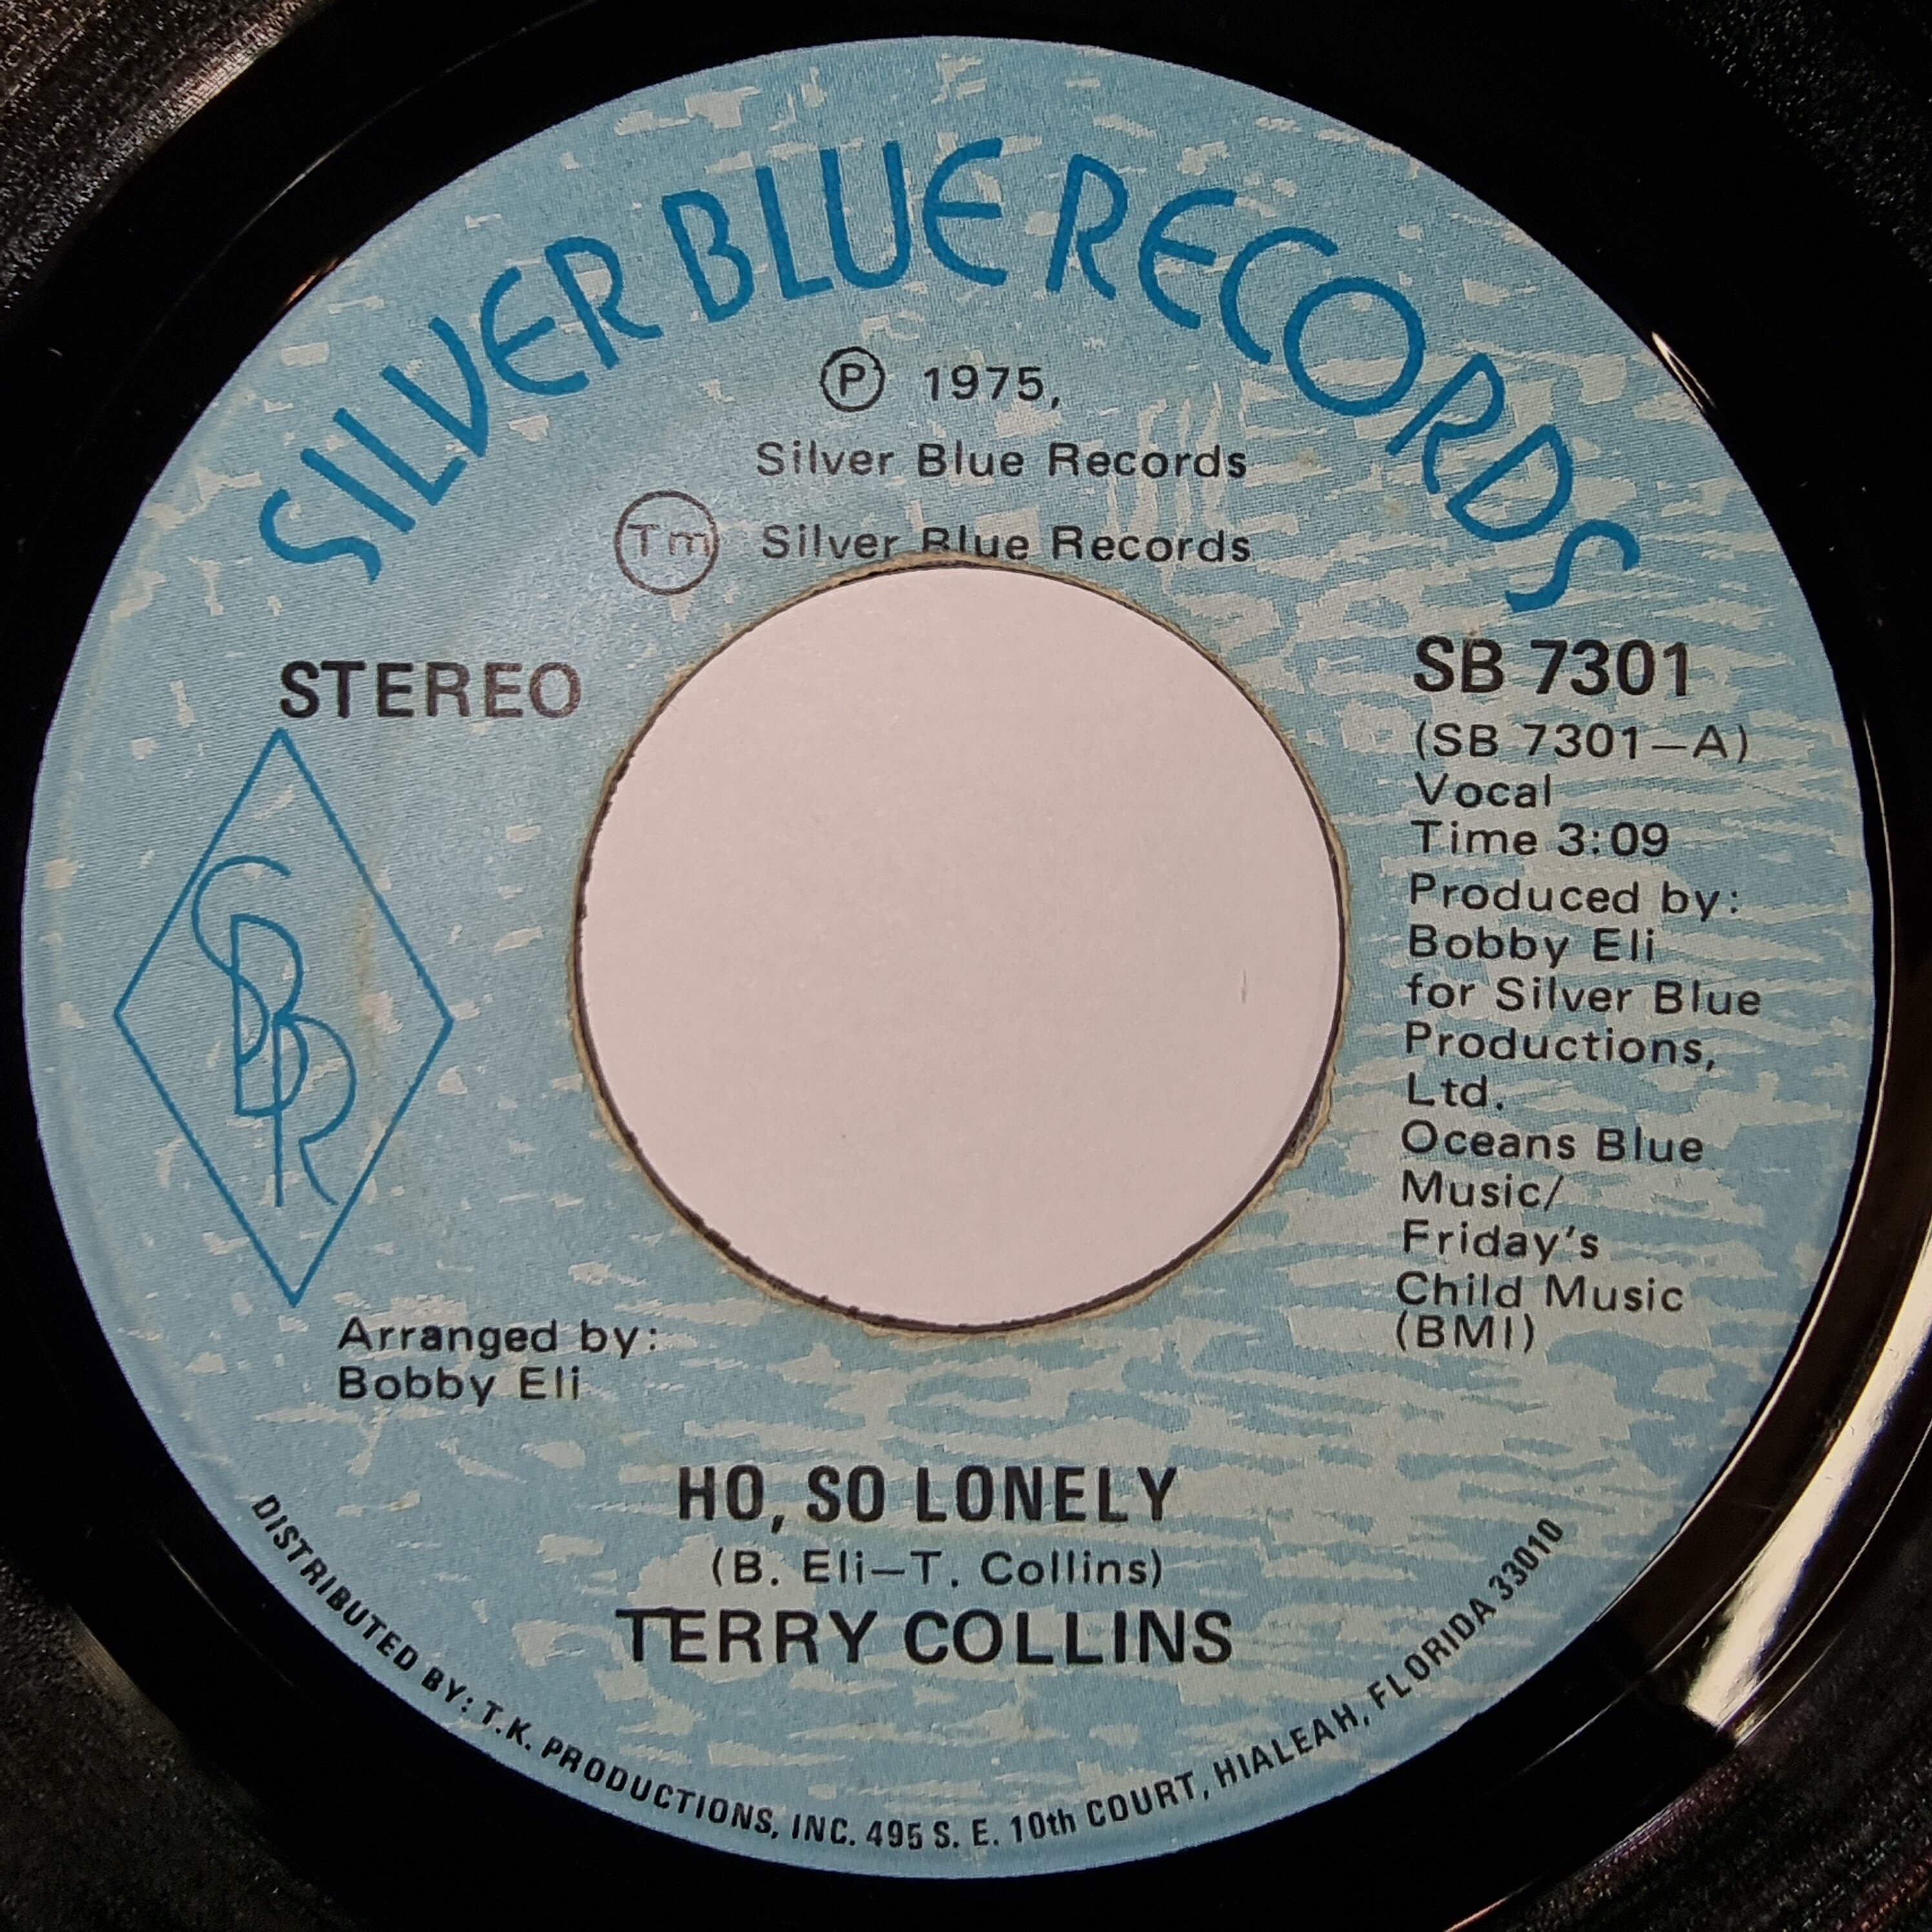 SILVER BLUE RECORDS
Ⓟ 1975,
Silver Blue Records
Tm Silver Blue Records
STEREO
SBR
Arranged by:
Bobby Eli
SB 7301
(SB 7301–A)
Vocal
Time 3:09
Produced by:
Bobby Eli
for Silver Blue
Productions,
Ltd.
Oceans Blue
Music/
Friday's
Child Music
(BMI)
HO, SO LONELY
(B. Eli–T. Collins)
TERRY COLLINS
DISTRIBUTED BY: T.K. PRODUCTIONS, INC. 495 S. E. 10th COURT, HIALEAH, FLORIDA 33010